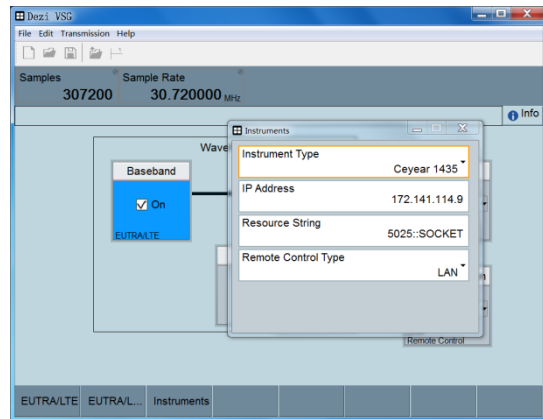 Dezi VSG
File Edit Transmission Help
Samples
307200
Sample Rate
30.720000 MHz
Info
Instruments
Wave
Instrument Type
Ceyear 1435
Baseband
On
EUTRA/LTE
IP Address
172.141.114.9
Resource String
5025::SOCKET
Remote Control Type
LAN
Remote Control
EUTRA/LTE EUTRA/L... Instruments